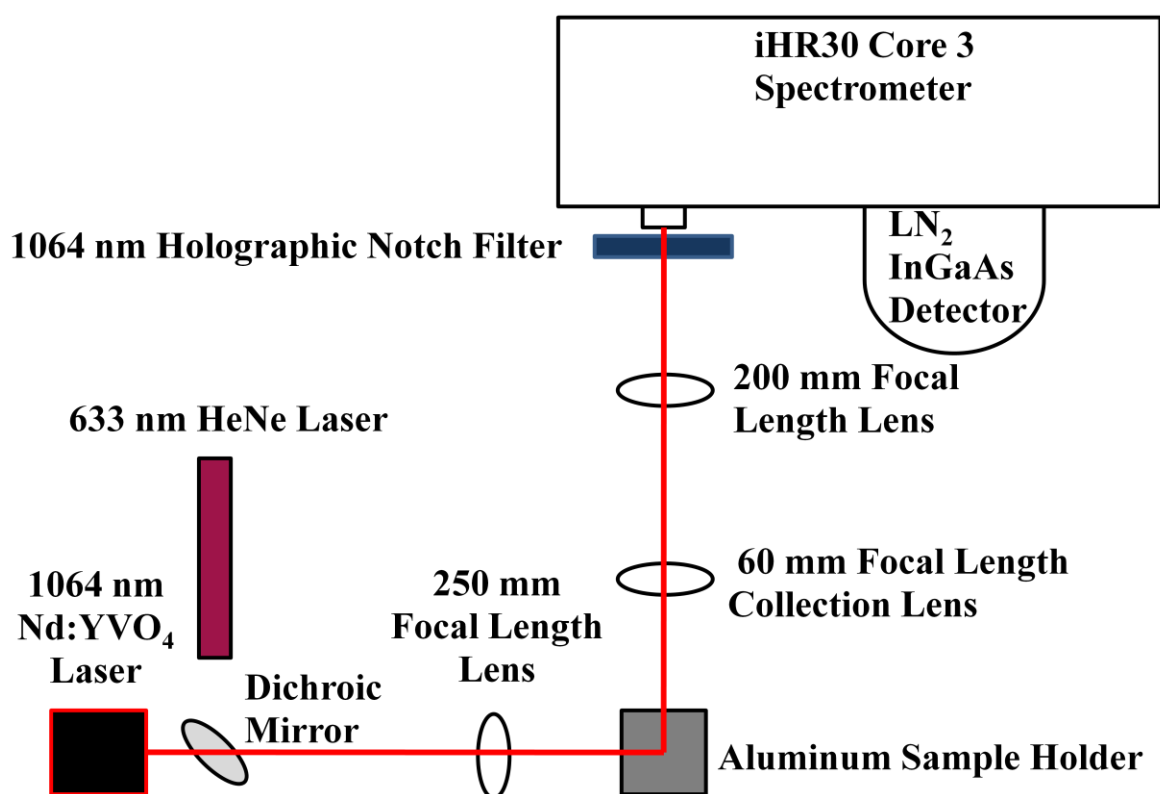 iHR30 Core 3
Spectrometer
1064 nm Holographic Notch Filter
LN₂
InGaAs
Detector
200 mm Focal
Length Lens
633 nm HeNe Laser
60 mm Focal Length
Collection Lens
1064 nm
Nd:YVO₄
Laser
250 mm
Focal Length
Lens
Dichroic
Mirror
Aluminum Sample Holder